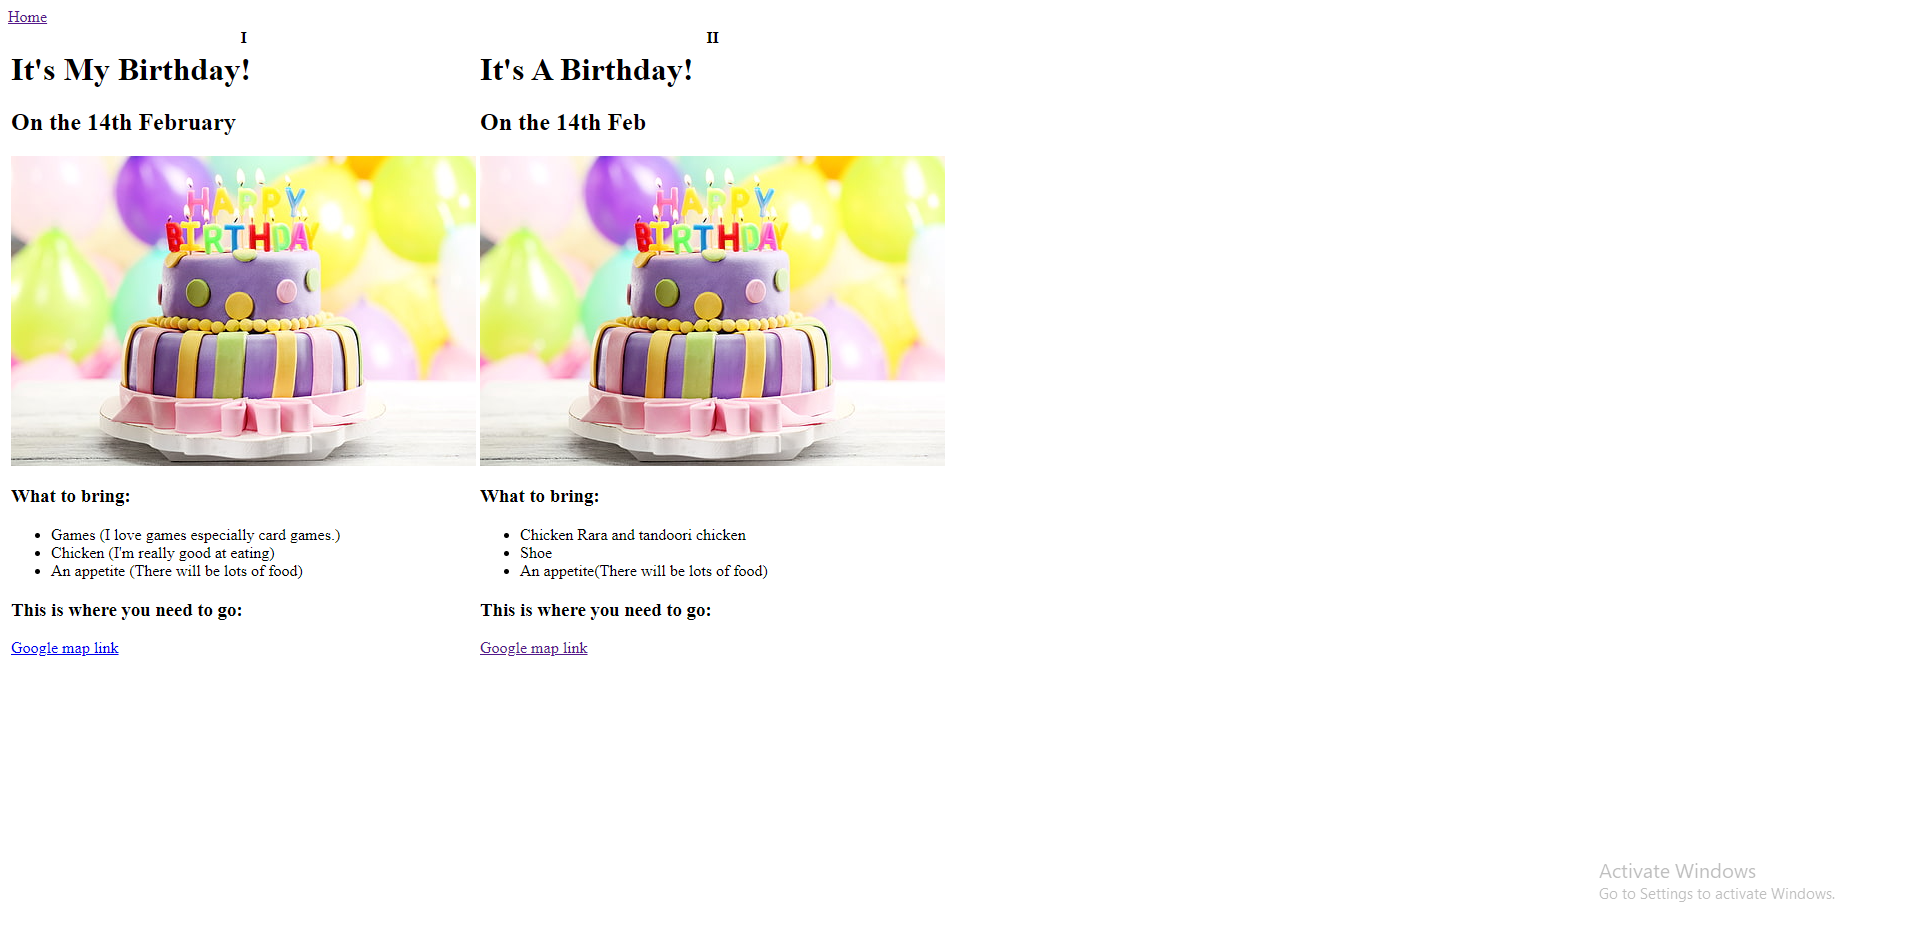 Home
I
It's My Birthday!
On the 14th February
HAPPY
BIRTHDAY
What to bring:
Games (I love games especially card games.)
Chicken (I'm really good at eating)
An appetite (There will be lots of food)
This is where you need to go:
Google map link
II
It's A Birthday!
On the 14th Feb
HAPPY
BIRTHDAY
What to bring:
Chicken Rara and tandoori chicken
Shoe
An appetite(There will be lots of food)
This is where you need to go:
Google map link
Activate Windows
Go to Settings to activate Windows.